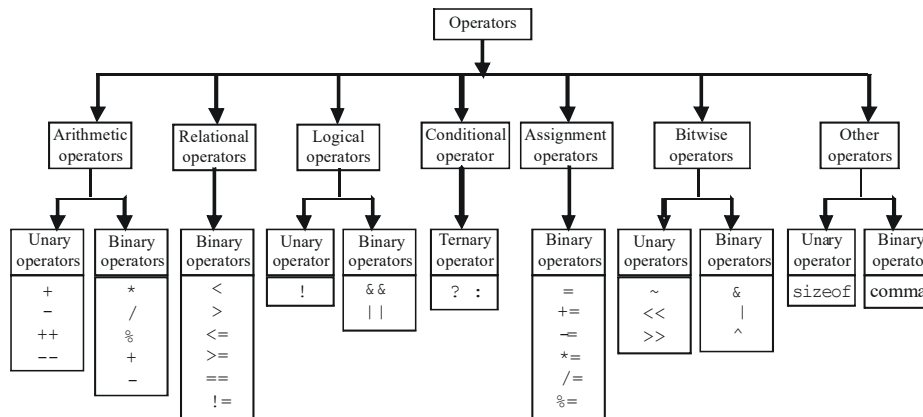 Operators
Arithmetic
operators
Relational
operators
Logical
operators
Conditional
operator
Assignment
operators
Bitwise
operators
Other
operators
Unary
operators
+
-
++
--
Binary
operators
*
/
%
+
-
Binary
operators
<
>
<=
>=
==
!=
Unary
operator
!
Binary
operators
&&
||
Ternary
operator
? :
Binary
operators
=
+=
-=
*=
/=
%=
Unary
operators
~
<<
>>
Binary
operators
&
|
^
Unary
operator
sizeof
Binary
operator
comma